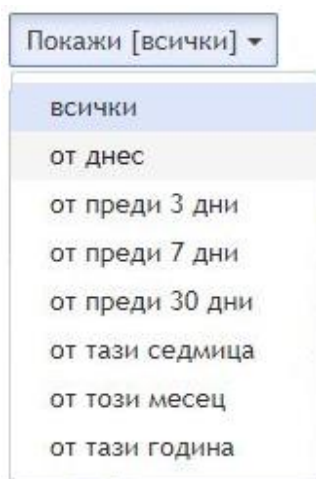 Покажи [всички]
всички
от днес
от преди 3 дни
от преди 7 дни
от преди 30 дни
от тази седмица
от този месец
от тази година